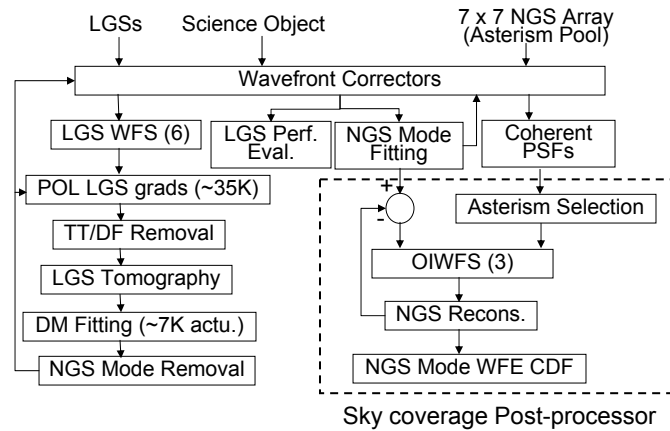 LGSs
Science Object
7 x 7 NGS Array
(Asterism Pool)
Wavefront Correctors
LGS WFS (6)
LGS Perf.
Eval.
NGS Mode
Fitting
Coherent
PSFs
POL LGS grads (~35K)
TT/DF Removal
LGS Tomography
DM Fitting (~7K actu.)
NGS Mode Removal
+
-
Asterism Selection
OIWFS (3)
NGS Recons.
NGS Mode WFE CDF
Sky coverage Post-processor